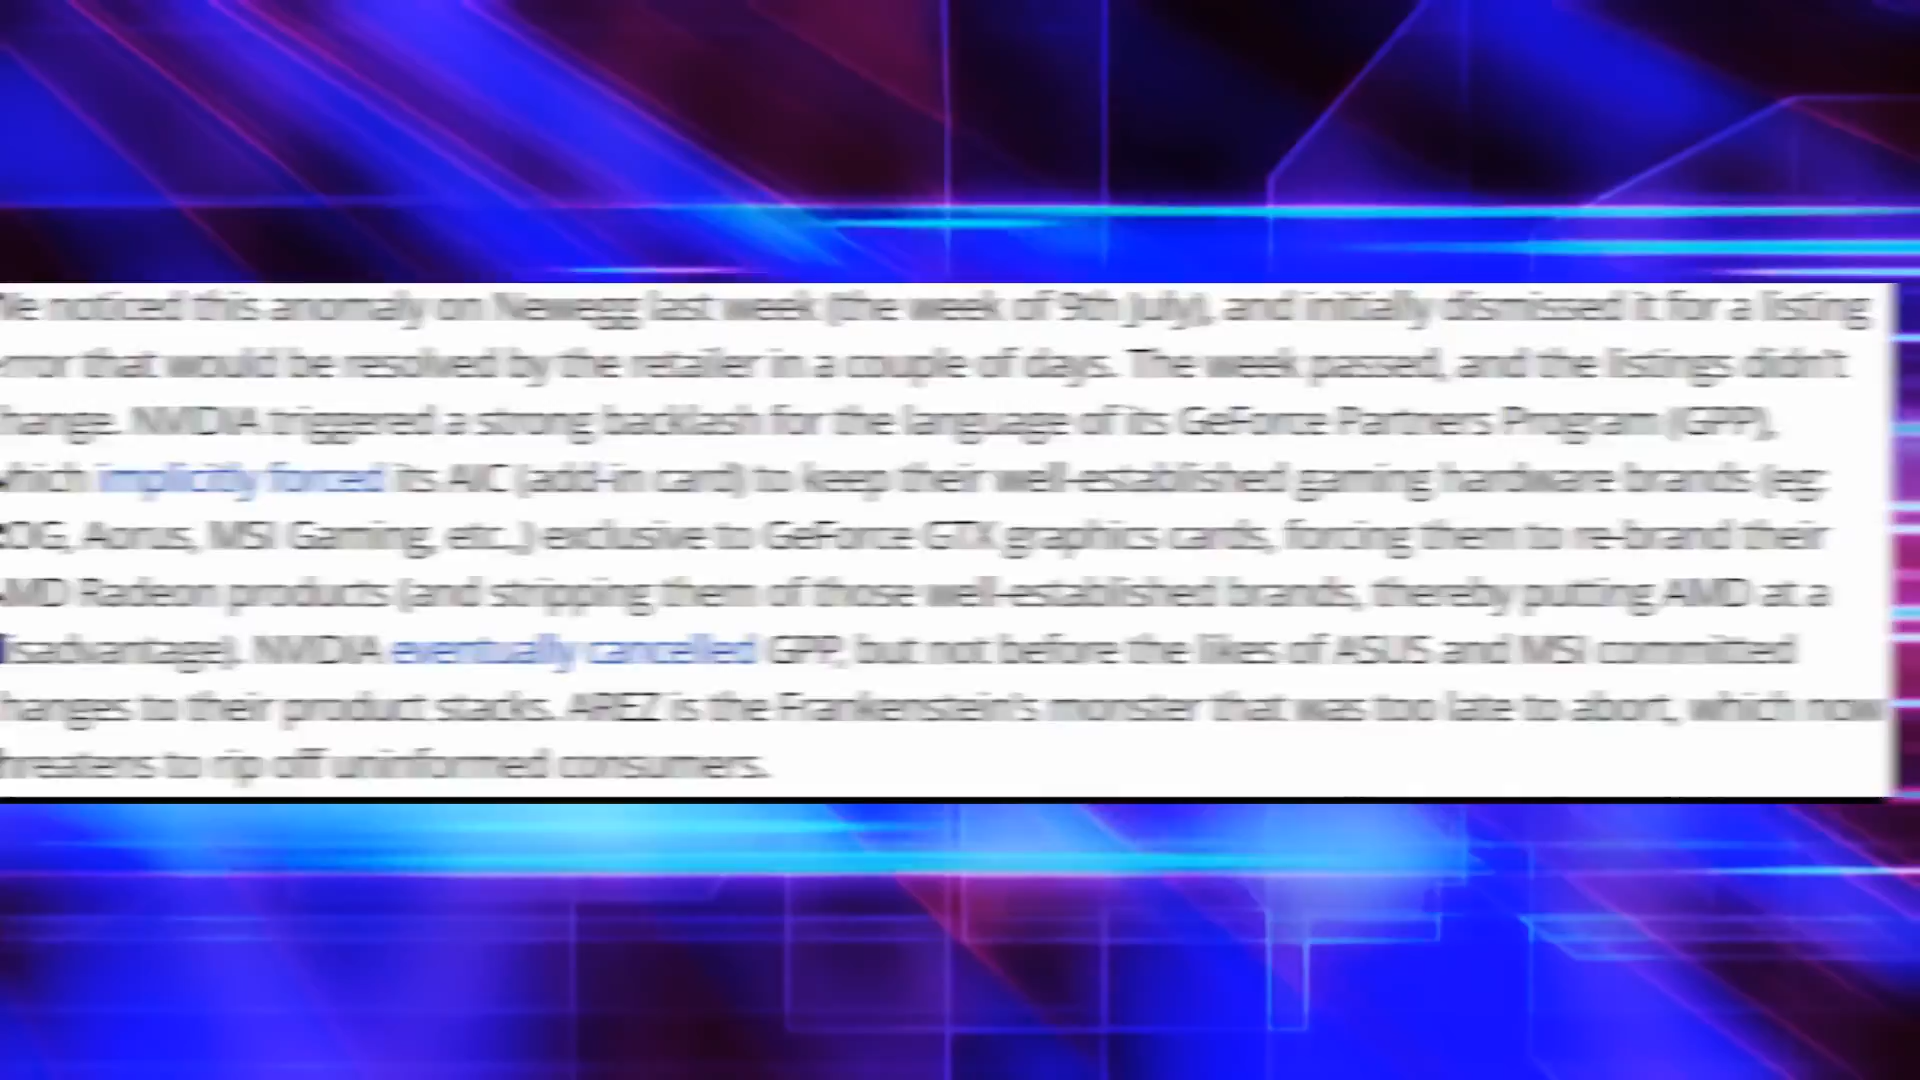 We noticed this anomaly on Newegg last week (the week of 9th July), and initially dismissed it for a listing
error that would be resolved by the retailer in a couple of days. The week passed, and the listings didn't
change. NVIDIA triggered a strong backlash for the language of its GeForce Partners Program (GPP),
which implicitly forced its AIC (add-in card) to keep their well-established gaming hardware brands (eg:
ROG, Aorus, MSI Gaming, etc.,) exclusive to GeForce GTX graphics cards, forcing them to re-brand their
AMD Radeon products (and stripping them of those well-established brands, thereby putting AMD at a
disadvantage). NVIDIA eventually cancelled GPP, but not before the likes of ASUS and MSI committed
changes to their product stacks. AREZ is the Frankenstein's monster that was too late to abort, which now
threatens to rip off uninformed consumers.